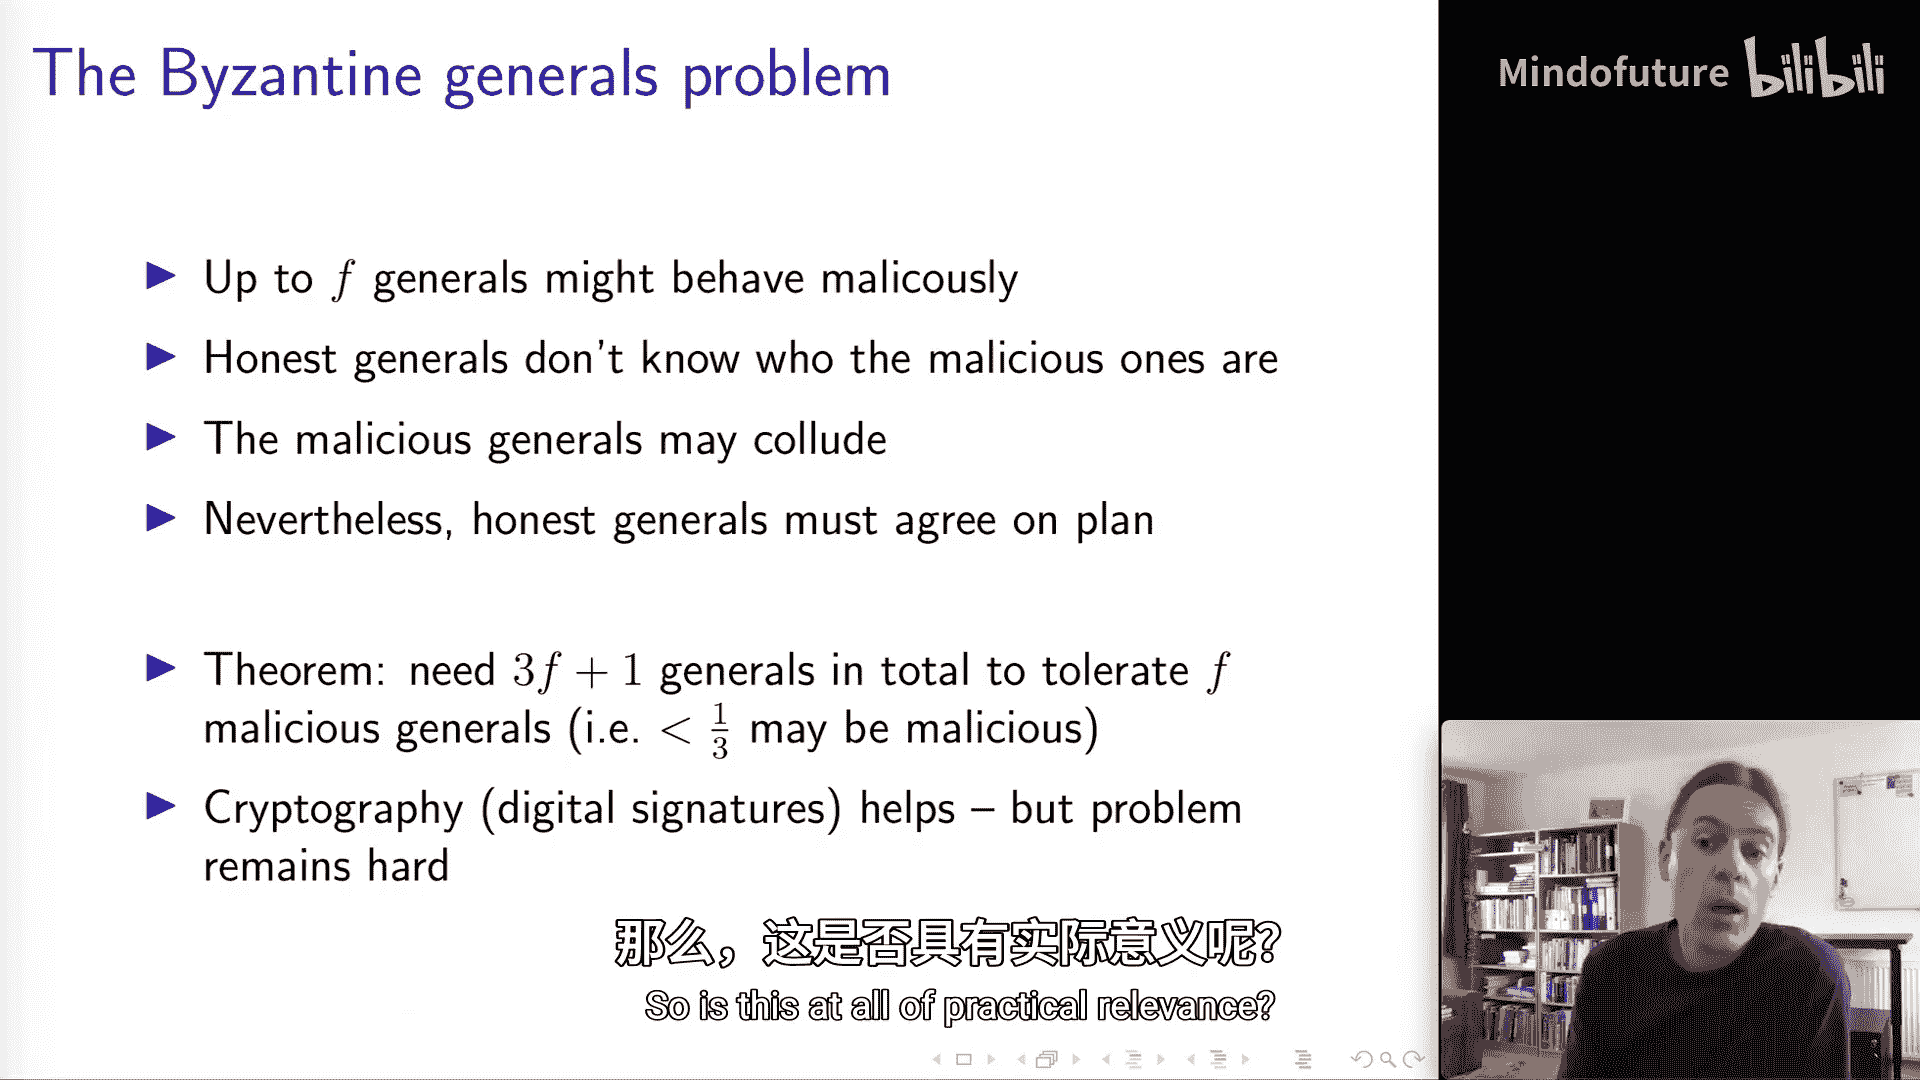 The Byzantine generals problem
Mindofuture bilibili
▶ Up to f generals might behave malicously
▶ Honest generals don't know who the malicious ones are
▶ The malicious generals may collude
▶ Nevertheless, honest generals must agree on plan
▶ Theorem: need 3f + 1 generals in total to tolerate f
malicious generals (i.e. < 1/3 may be malicious)
▶ Cryptography (digital signatures) helps – but problem
remains hard
那么，这是否具有实际意义呢？
So is this at all of practical relevance?